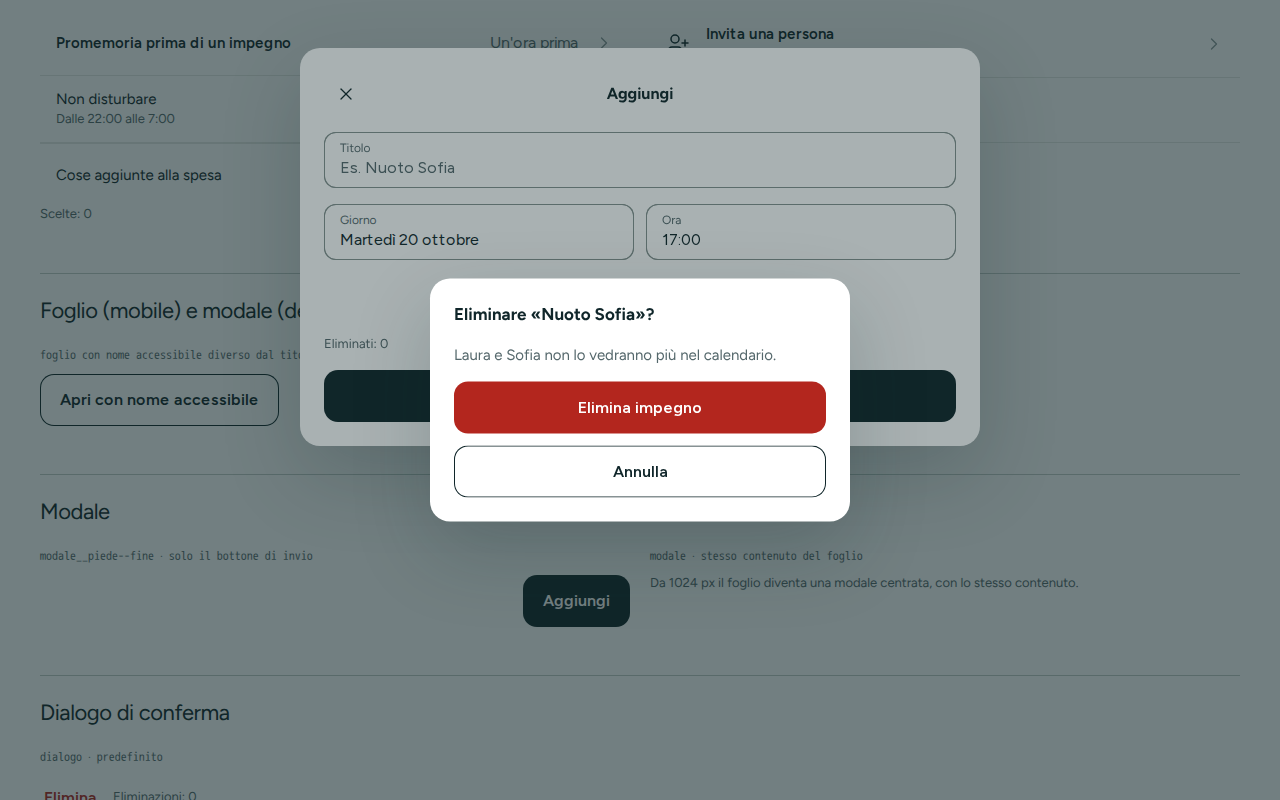 Promemoria prima di un impegno
Un'ora prima
Invita una persona
Non disturbare
Dalle 22:00 alle 7:00
Cose aggiunte alla spesa
Scelte: 0
Aggiungi
Titolo
Es. Nuoto Sofia
Giorno
Martedì 20 ottobre
Ora
17:00
Eliminati: 0
Eliminare «Nuoto Sofia»?
Laura e Sofia non lo vedranno più nel calendario.
Elimina impegno
Annulla
Foglio (mobile) e modale (de
foglio con nome accessibile diverso dal tito
Apri con nome accessibile
Modale
modale__piede--fine · solo il bottone di invio
Aggiungi
modale · stesso contenuto del foglio
Da 1024 px il foglio diventa una modale centrata, con lo stesso contenuto.
Dialogo di conferma
dialogo · predefinito
Elimina
Eliminazioni: 0